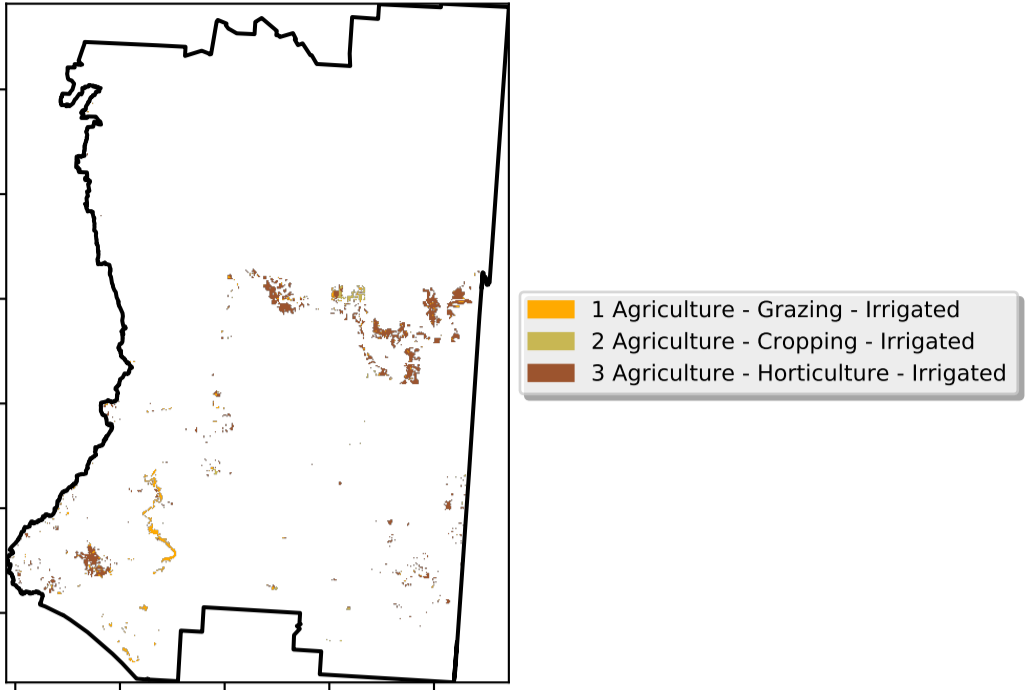 1 Agriculture - Grazing - Irrigated
2 Agriculture - Cropping - Irrigated
3 Agriculture - Horticulture - Irrigated